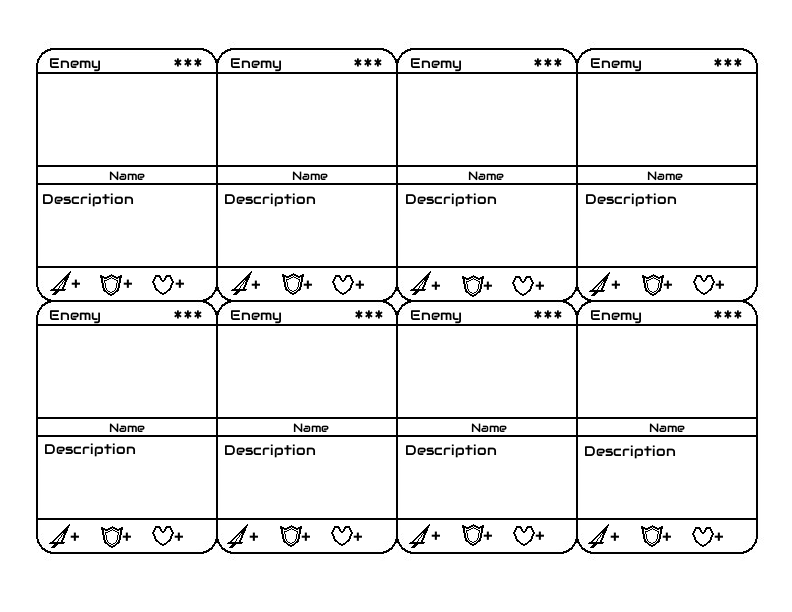 Enemy *** Enemy *** Enemy *** Enemy ***
Name Name Name Name
Description Description Description Description
+ + + + + + + + + + + +
Enemy *** Enemy *** Enemy *** Enemy ***
Name Name Name Name
Description Description Description Description
+ + + + + + + + + + + +